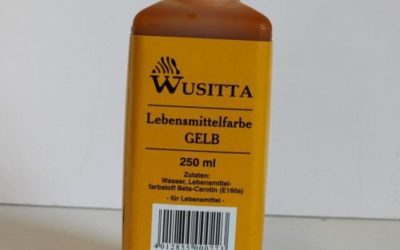 WUSITTA
Lebensmittelfarbe
GELB
250 ml
Zutaten:
Wasser, Lebensmittel-
farbstoff Beta-Carotin (E160a)
- für Lebensmittel -